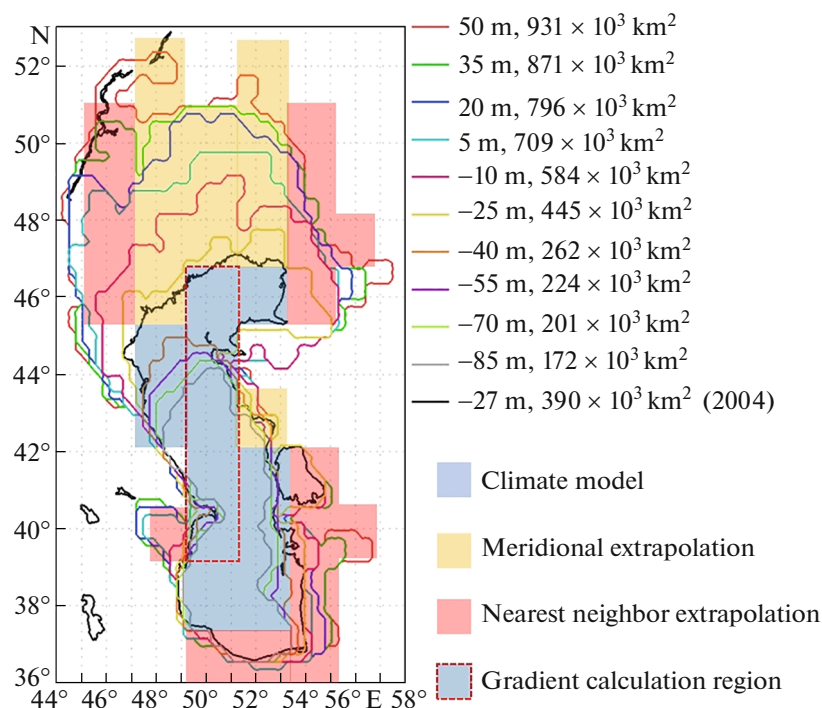 N
52°
50°
48°
46°
44°
42°
40°
38°
36°
44° 46° 48° 50° 52° 54° 56° E 58°
50 m, 931 × 10³ km²
35 m, 871 × 10³ km²
20 m, 796 × 10³ km²
5 m, 709 × 10³ km²
–10 m, 584 × 10³ km²
–25 m, 445 × 10³ km²
–40 m, 262 × 10³ km²
–55 m, 224 × 10³ km²
–70 m, 201 × 10³ km²
–85 m, 172 × 10³ km²
–27 m, 390 × 10³ km² (2004)
Climate model
Meridional extrapolation
Nearest neighbor extrapolation
Gradient calculation region